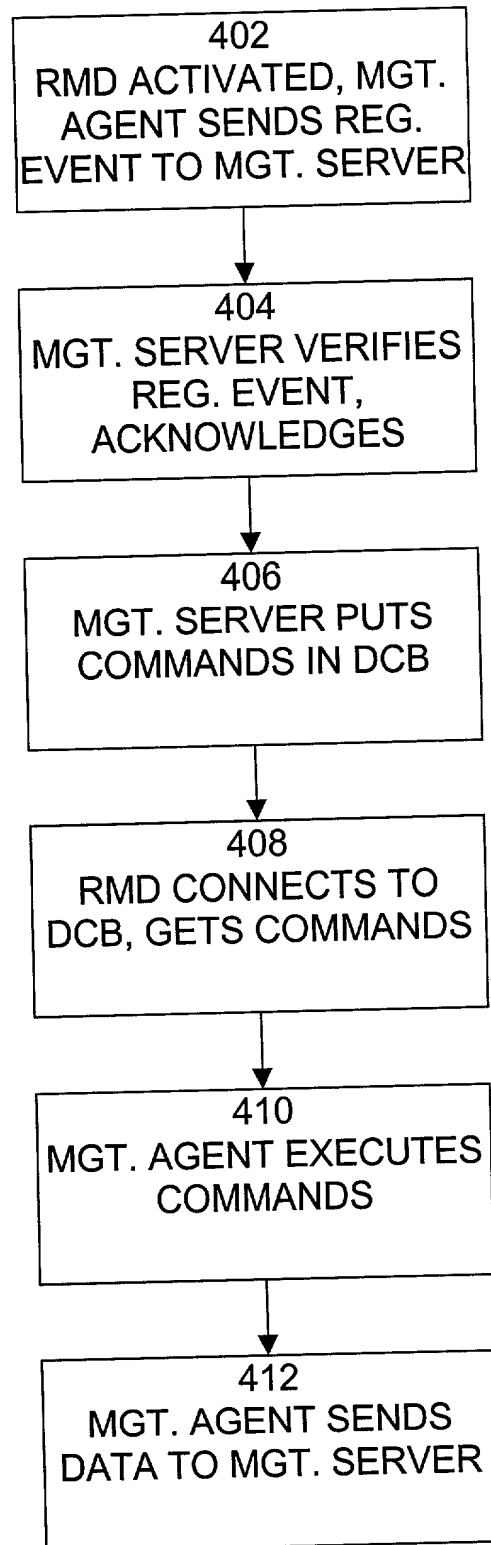 402
RMD ACTIVATED, MGT.
AGENT SENDS REG.
EVENT TO MGT. SERVER
404
MGT. SERVER VERIFIES
REG. EVENT,
ACKNOWLEDGES
406
MGT. SERVER PUTS
COMMANDS IN DCB
408
RMD CONNECTS TO
DCB, GETS COMMANDS
410
MGT. AGENT EXECUTES
COMMANDS
412
MGT. AGENT SENDS
DATA TO MGT. SERVER